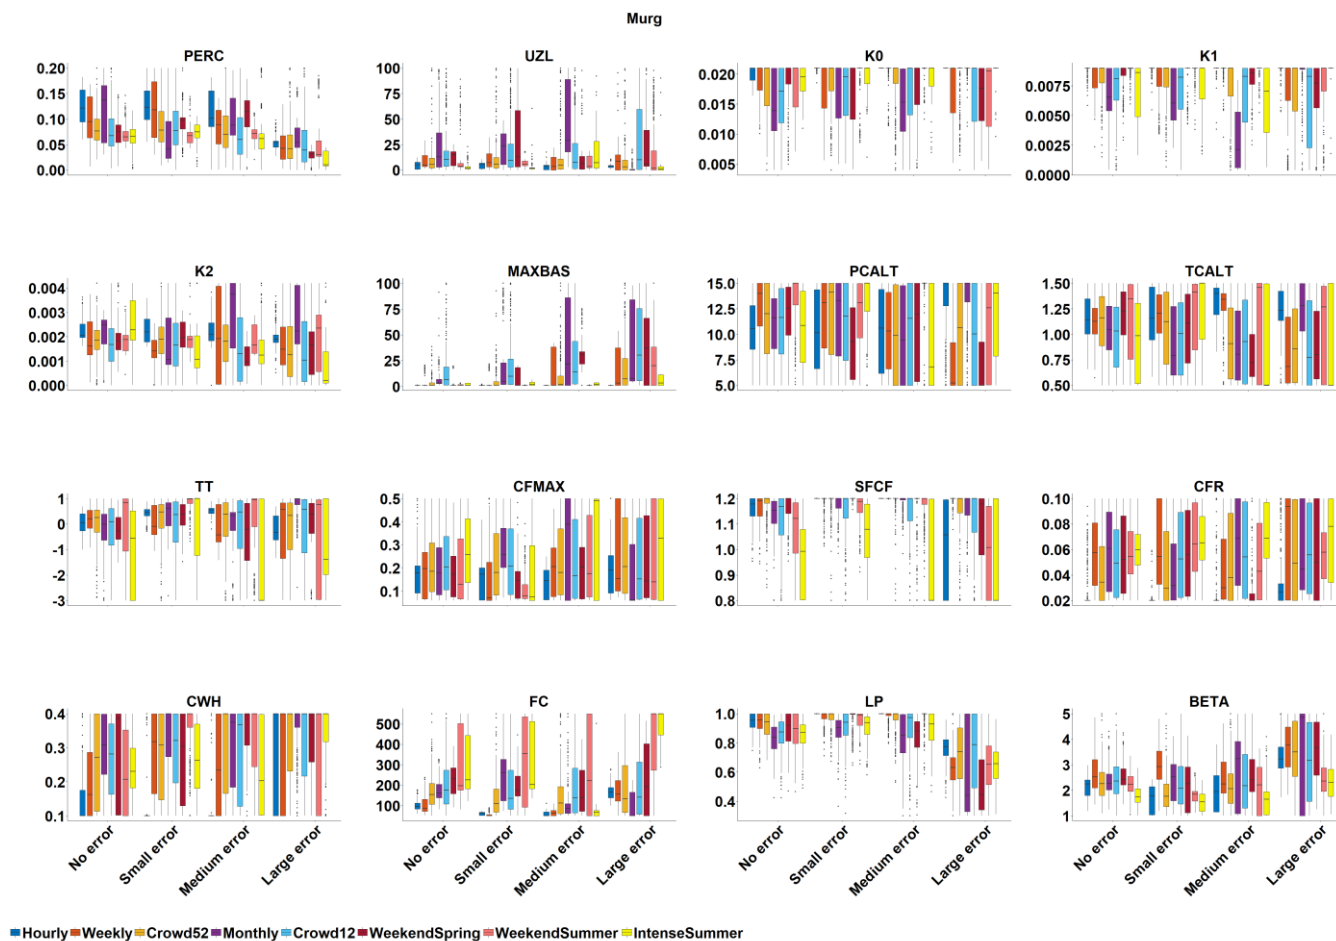 Murg
PERC UZL K0 K1
0.20 100 0.020 0.0075
0.15 75 0.015 0.0050
0.10 50 0.010 0.0025
0.05 25 0.005 0.0000
0.00 0
K2 MAXBAS PCALT TCALT
0.004 100 15.0 1.50
0.003 75 12.5 1.25
0.002 50 10.0 1.00
0.001 25 7.5 0.75
0.000 0 5.0 0.50
TT CFMAX SFCF CFR
1 0.5 1.2 0.10
0 0.4 1.1 0.08
-1 0.3 1.0 0.06
-2 0.2 0.9 0.04
-3 0.1 0.8 0.02
CWH FC LP BETA
0.4 500 1.0 5
0.3 400 0.8 4
0.2 300 0.6 3
0.1 200 0.4 2
100 1
No error Small error Medium error Large error No error Small error Medium error Large error No error Small error Medium error Large error No error Small error Medium error Large error
Hourly Weekly Crowd52 Monthly Crowd12 WeekendSpring WeekendSummer IntenseSummer